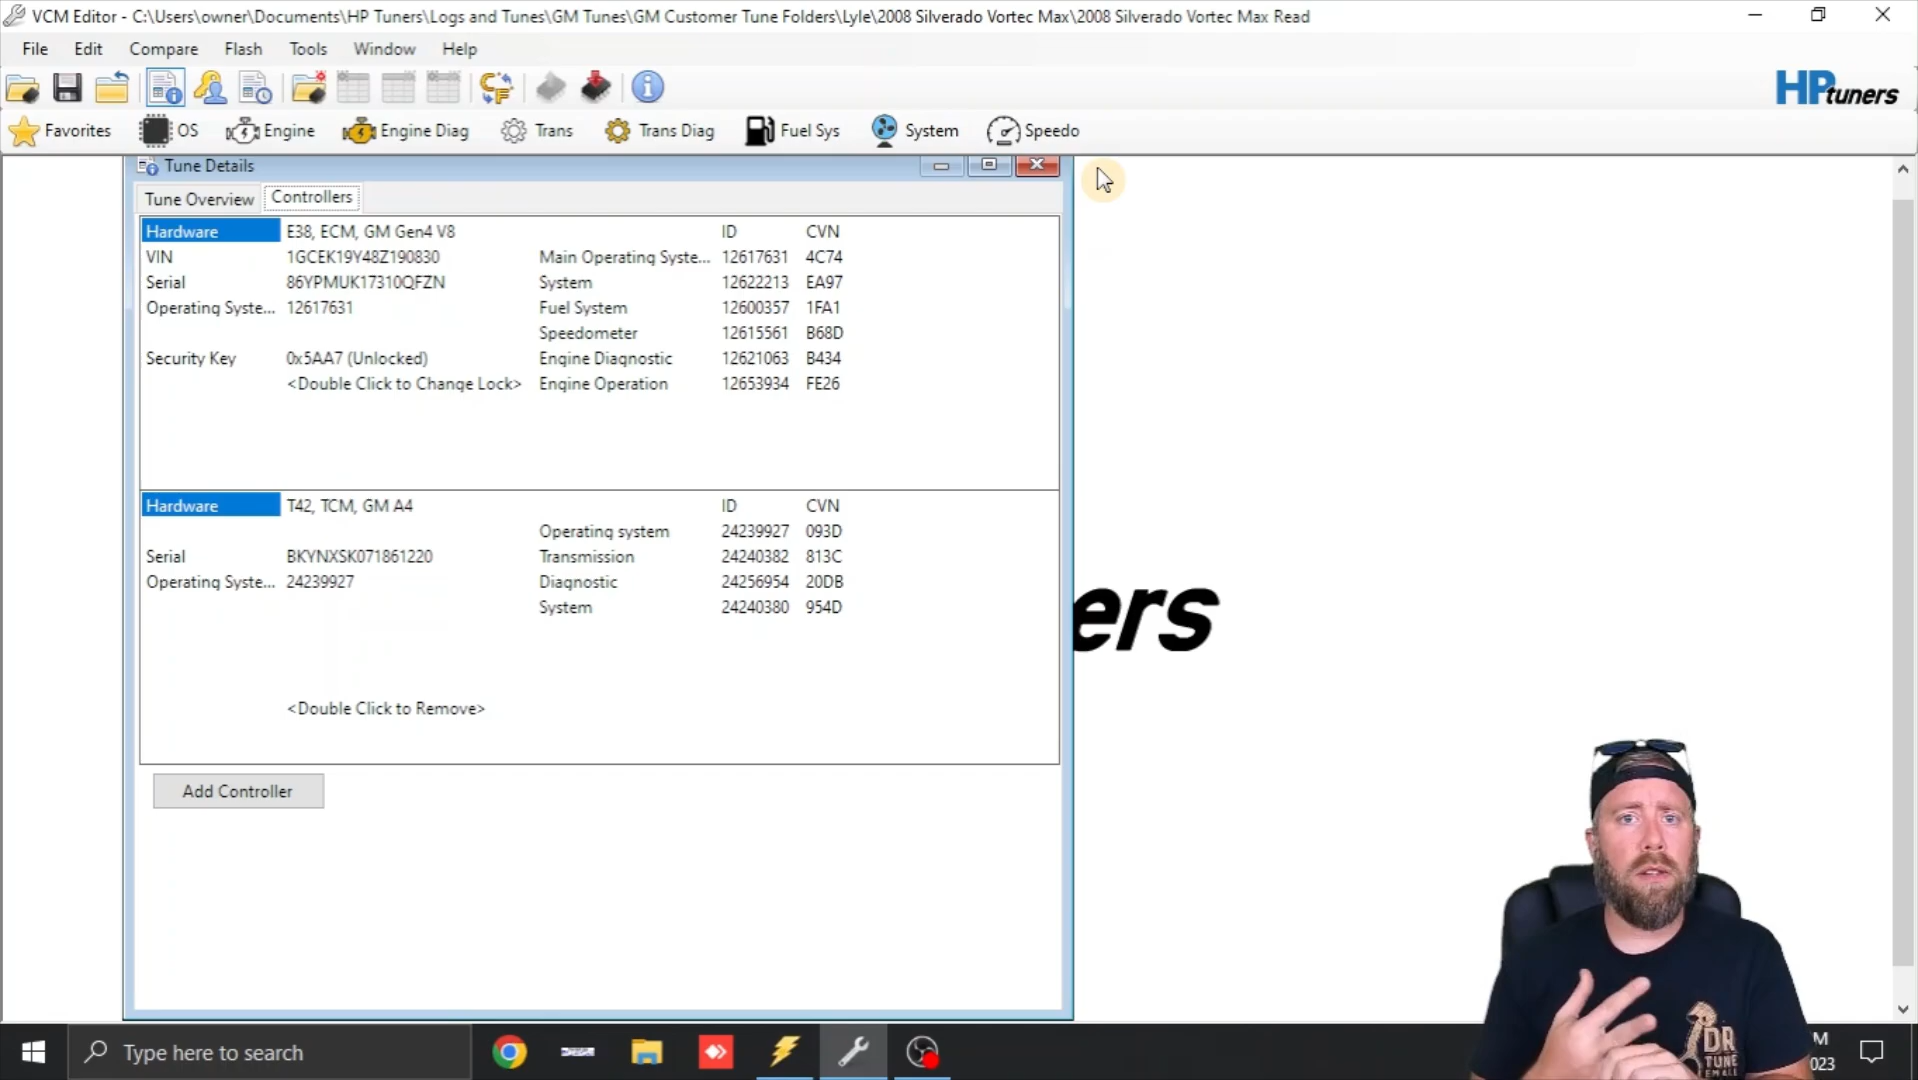 VCM Editor - C:\Users\owner\Documents\HP Tuners\Logs and Tunes\GM Tunes\GM Customer Tune Folders\Lyle\2008 Silverado Vortec Max\2008 Silverado Vortec Max Read
File Edit Compare Flash Tools Window Help
HPtuners
Favorites OS Engine Engine Diag Trans Trans Diag Fuel Sys System Speedo
Tune Details
Tune Overview Controllers
Hardware E38, ECM, GM Gen4 V8 ID CVN
VIN 1GCEK19Y48Z190830 Main Operating Syste... 12617631 4C74
Serial 86YPMUK17310QFZN System 12622213 EA97
Operating Syste... 12617631 Fuel System 12600357 1FA1
Speedometer 12615561 B68D
Security Key 0x5AA7 (Unlocked) Engine Diagnostic 12621063 B434
<Double Click to Change Lock> Engine Operation 12653934 FE26
Hardware T42, TCM, GM A4 ID CVN
Operating system 24239927 093D
Serial BKYNXSK071861220 Transmission 24240382 813C
Operating Syste... 24239927 Diagnostic 24256954 20DB
System 24240380 954D
ers
<Double Click to Remove>
Add Controller
DR
TUNE
Type here to search
M
023